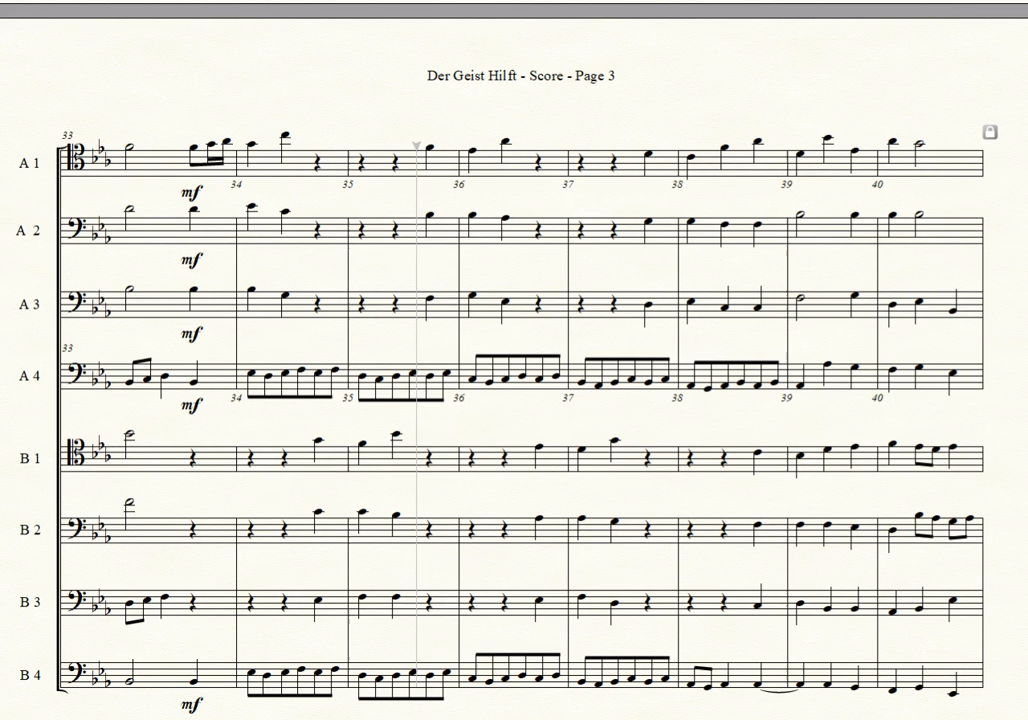 Der Geist Hilft - Score - Page 3
33
A 1
mf
34 35 36 37 38 39 40
A 2
mf
A 3
mf
33
A 4
mf
34 35 36 37 38 39 40
B 1
B 2
B 3
B 4
mf